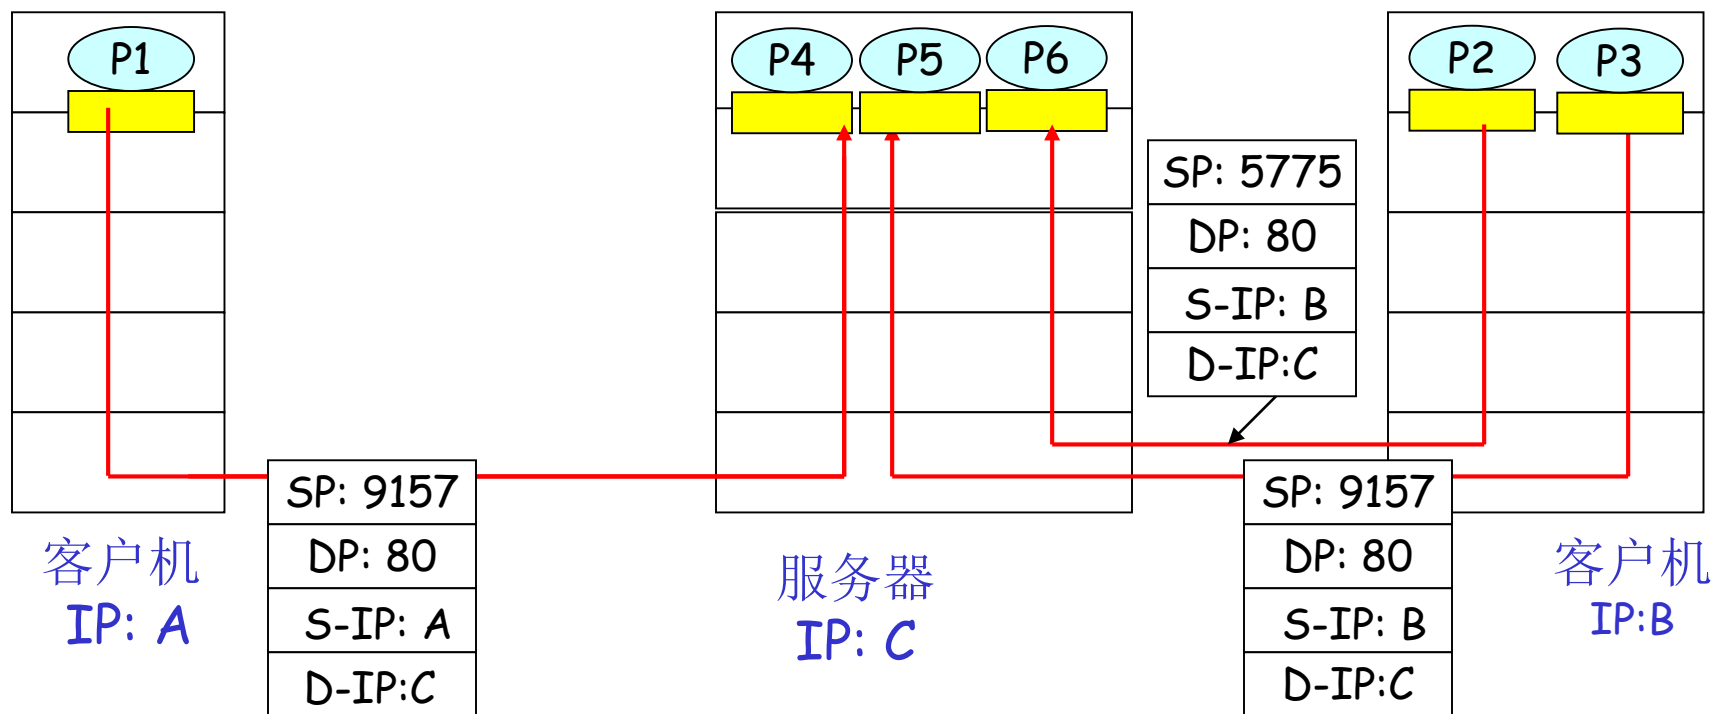 P1
P4
P5
P6
P2
P3
SP: 5775
DP: 80
S-IP: B
D-IP:C
SP: 9157
DP: 80
S-IP: A
D-IP:C
SP: 9157
DP: 80
S-IP: B
D-IP:C
客户机
IP: A
服务器
IP: C
客户机
IP:B